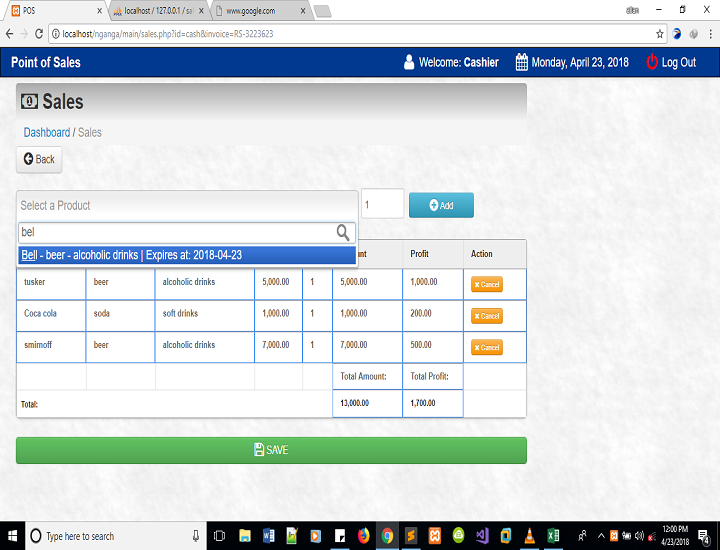 POS
localhost / 127.0.0.1 / sal
www.google.com
allan
localhost/nganga/main/sales.php?id=cash&invoice=RS-3223623
Point of Sales
Welcome: Cashier
Monday, April 23, 2018
Log Out
Sales
Dashboard / Sales
Back
Select a Product
1
Add
bel
Bell - beer - alcoholic drinks | Expires at: 2018-04-23
Profit Action
tusker beer alcoholic drinks 5,000.00 1 5,000.00 1,000.00 Cancel
Coca cola soda soft drinks 1,000.00 1 1,000.00 200.00 Cancel
smirnoff beer alcoholic drinks 7,000.00 1 7,000.00 500.00 Cancel
Total Amount: Total Profit:
Total: 13,000.00 1,700.00
SAVE
Type here to search
12:00 PM
4/23/2018